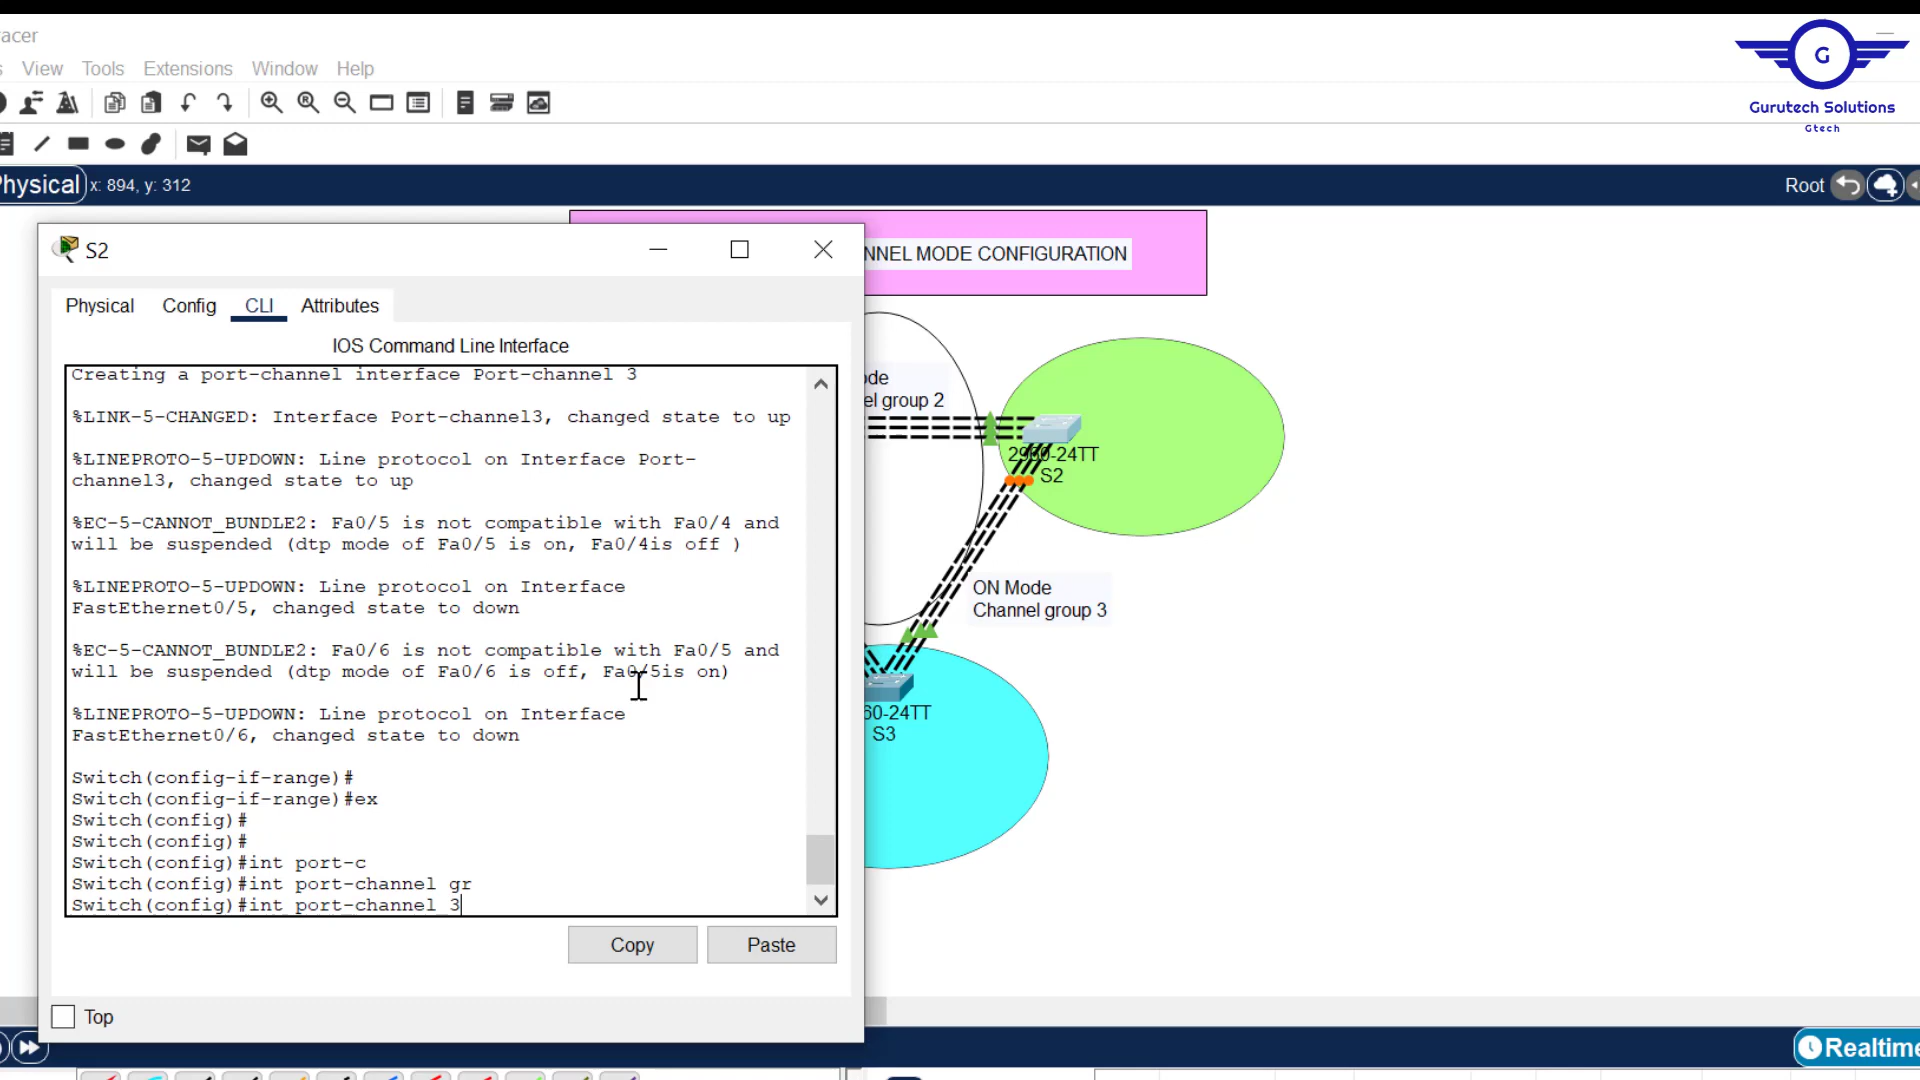 acer
View Tools Extensions Window Help
G
Gurutech Solutions
Gtech
Physical x: 894, y: 312
Root
S2
NNEL MODE CONFIGURATION
Physical Config CLI Attributes
IOS Command Line Interface
Creating a port-channel interface Port-channel 3
%LINK-5-CHANGED: Interface Port-channel3, changed state to up
%LINEPROTO-5-UPDOWN: Line protocol on Interface Port-
channel3, changed state to up
%EC-5-CANNOT_BUNDLE2: Fa0/5 is not compatible with Fa0/4 and
will be suspended (dtp mode of Fa0/5 is on, Fa0/4is off )
%LINEPROTO-5-UPDOWN: Line protocol on Interface
FastEthernet0/5, changed state to down
%EC-5-CANNOT_BUNDLE2: Fa0/6 is not compatible with Fa0/5 and
will be suspended (dtp mode of Fa0/6 is off, Fa0/5is on)
%LINEPROTO-5-UPDOWN: Line protocol on Interface
FastEthernet0/6, changed state to down
Switch(config-if-range)#
Switch(config-if-range)#ex
Switch(config)#
Switch(config)#
Switch(config)#int port-c
Switch(config)#int port-channel gr
Switch(config)#int port-channel 3
Copy Paste
Top
ode
el group 2
2960-24TT
S2
ON Mode
Channel group 3
60-24TT
S3
Realtime